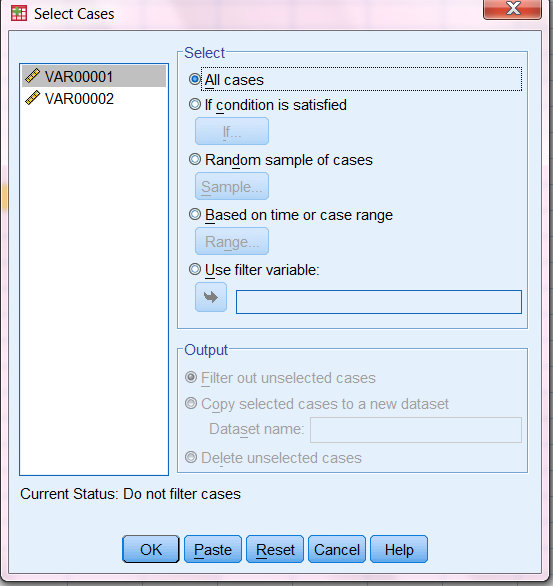 Select Cases
VAR00001
VAR00002
Select
All cases
If condition is satisfied
If...
Random sample of cases
Sample...
Based on time or case range
Range...
Use filter variable:
Output
Filter out unselected cases
Copy selected cases to a new dataset
Dataset name:
Delete unselected cases
Current Status: Do not filter cases
OK Paste Reset Cancel Help